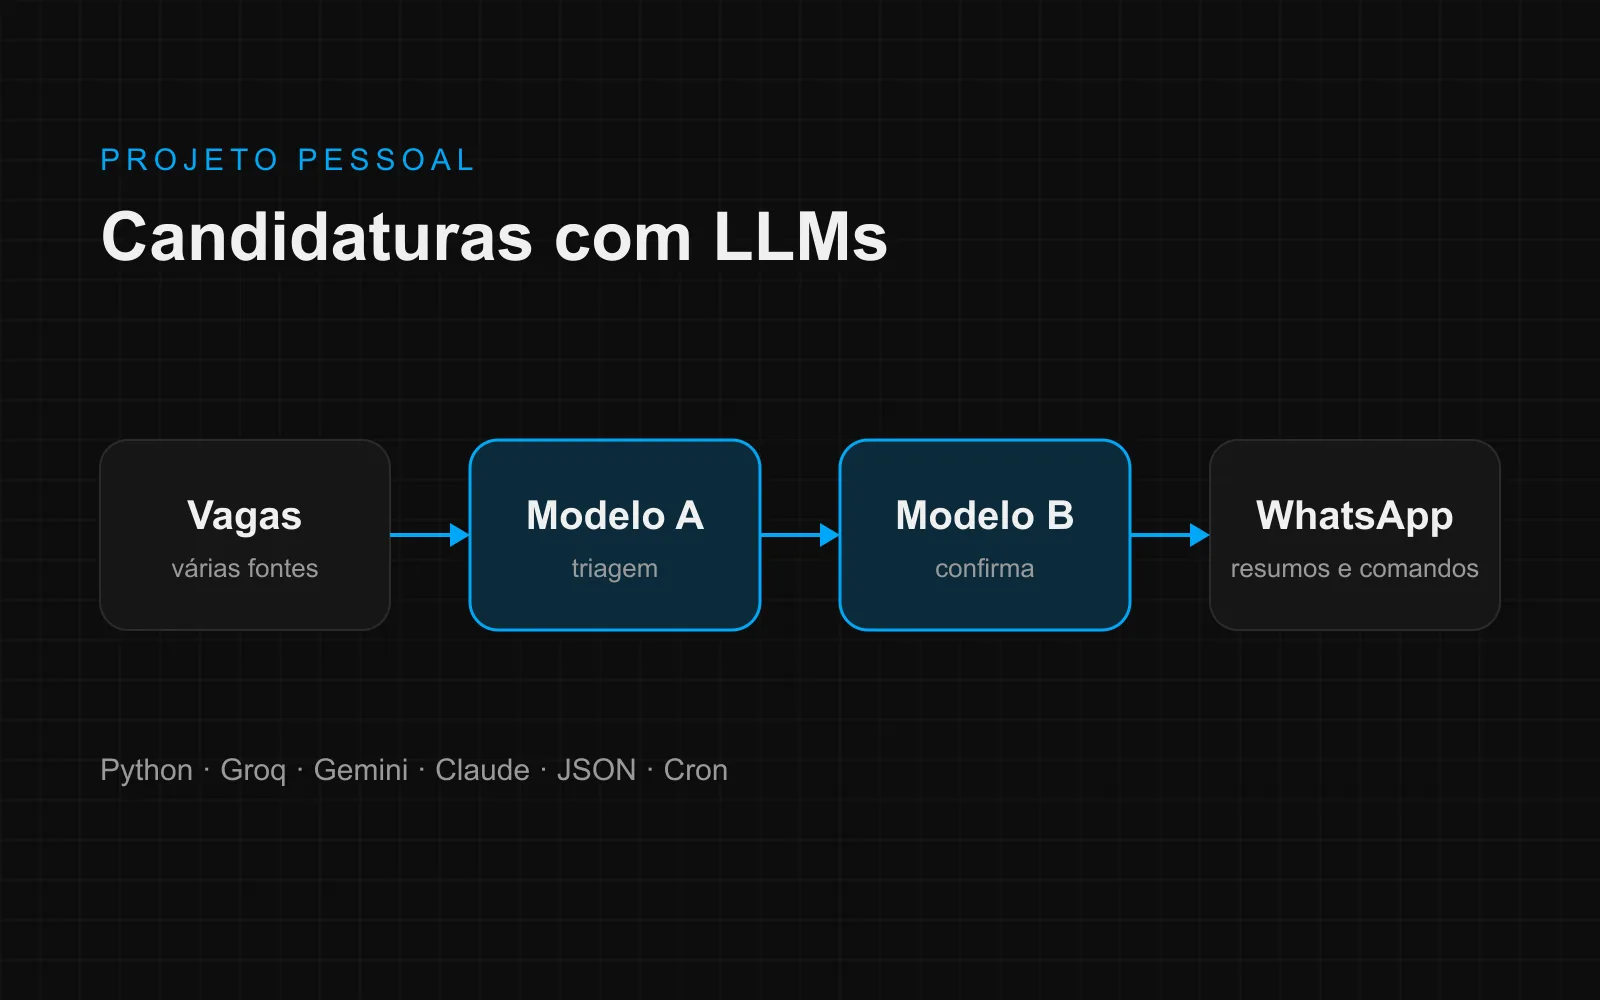 PROJETO PESSOAL
Candidaturas com LLMs
Vagas
várias fontes
Modelo A
triagem
Modelo B
confirma
WhatsApp
resumos e comandos
Python · Groq · Gemini · Claude · JSON · Cron